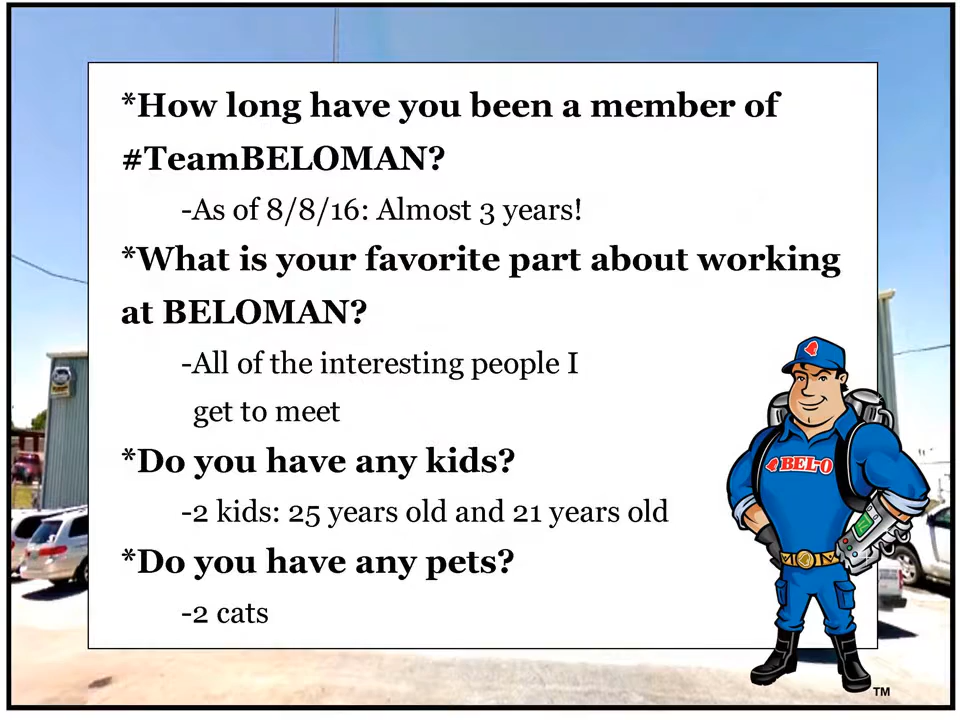 *How long have you been a member of
#TeamBELOMAN?
-As of 8/8/16: Almost 3 years!
*What is your favorite part about working
at BELOMAN?
-All of the interesting people I
get to meet
*Do you have any kids?
-2 kids: 25 years old and 21 years old
*Do you have any pets?
-2 cats
BEL-O
TM